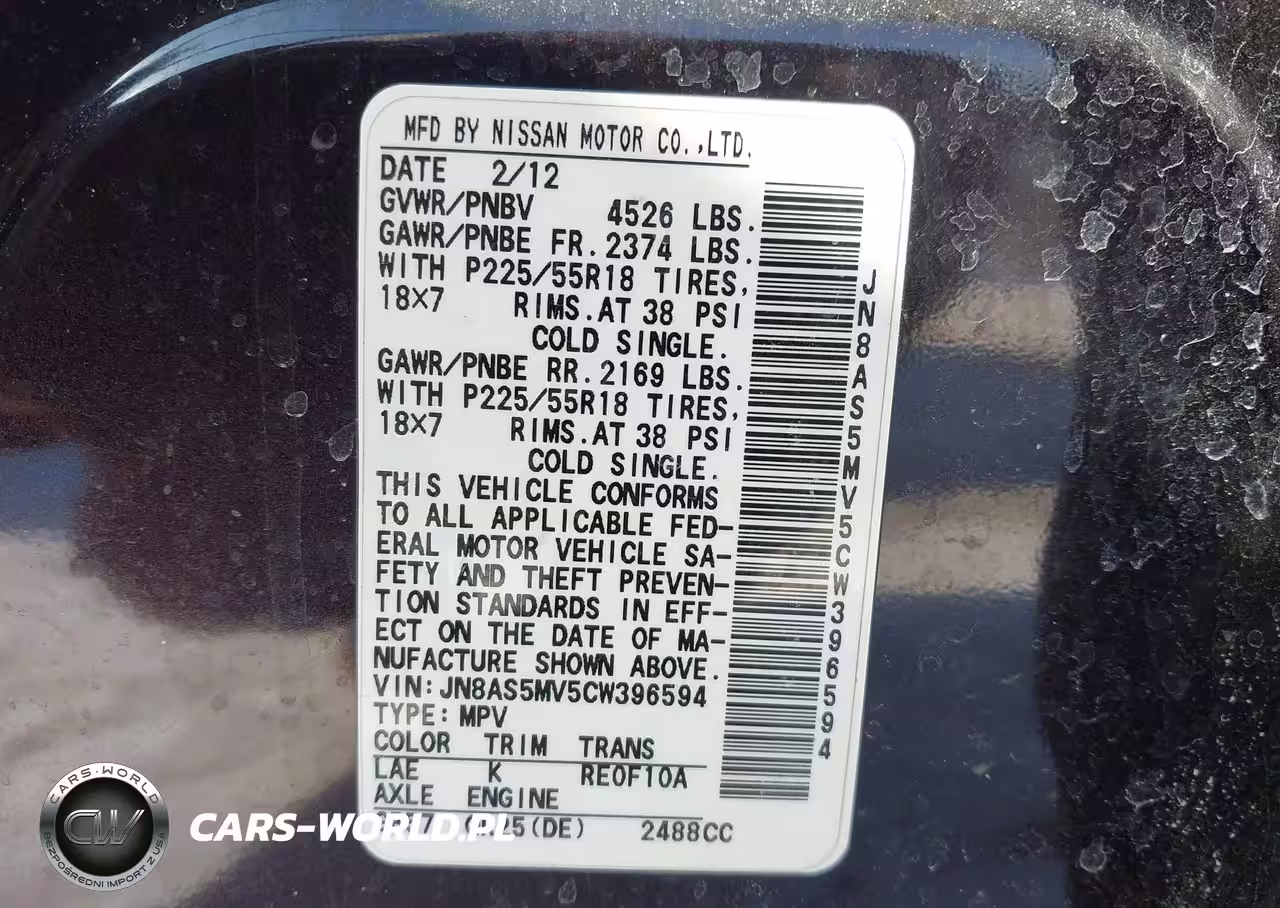 MFD BY NISSAN MOTOR CO.,LTD.
DATE 2/12
GVWR/PNBV 4526 LBS.
GAWR/PNBE FR. 2374 LBS.
WITH P225/55R18 TIRES,
18×7 RIMS.AT 38 PSI
COLD SINGLE.
GAWR/PNBE RR. 2169 LBS.
WITH P225/55R18 TIRES,
18×7 RIMS.AT 38 PSI
COLD SINGLE.
THIS VEHICLE CONFORMS
TO ALL APPLICABLE FED-
ERAL MOTOR VEHICLE SA-
FETY AND THEFT PREVEN-
TION STANDARDS IN EFF-
ECT ON THE DATE OF MA-
NUFACTURE SHOWN ABOVE.
VIN:JN8AS5MV5CW396594
TYPE:MPV
COLOR TRIM TRANS
LAE K RE0F10A
AXLE ENGINE
2488CC
JN8AS5MV5CW396594
CARS-WORLD
CW
BEZPOŚREDNI IMPORT Z USA
CARS-WORLD.PL